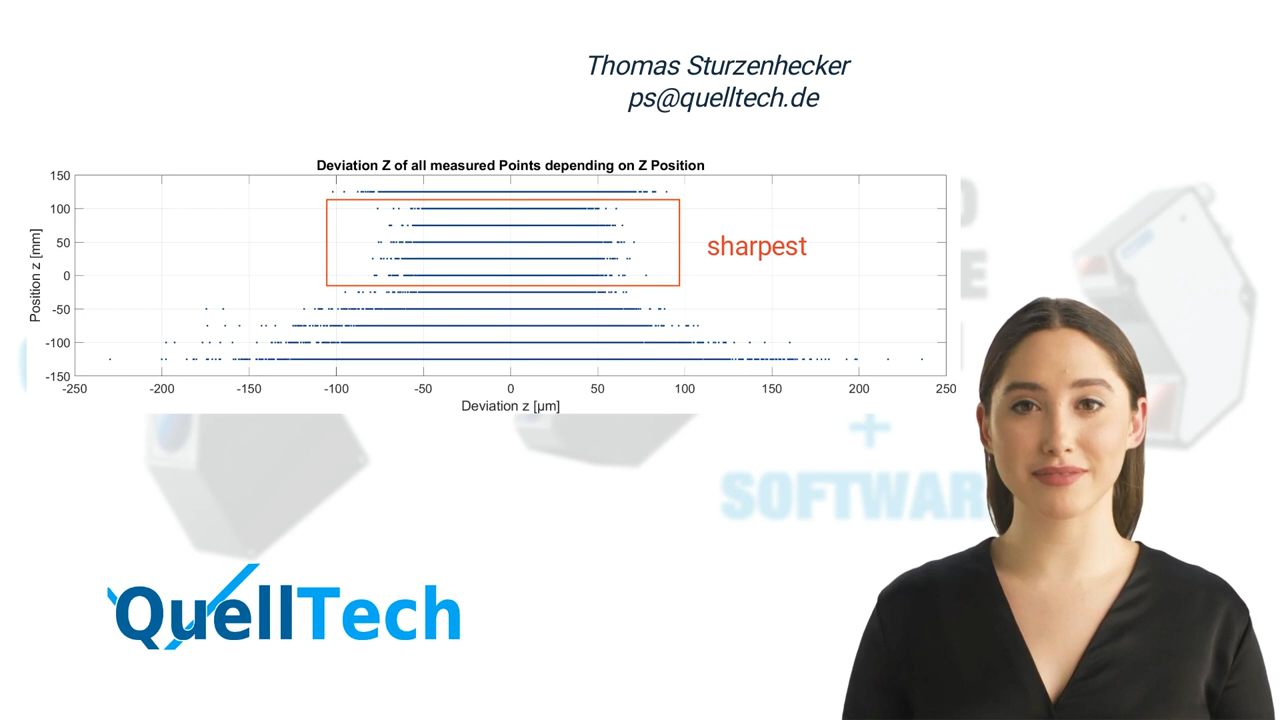 Thomas Sturzenhecker
ps@quelltech.de
Deviation Z of all measured Points depending on Z Position
150
100
50
0
-50
-100
-150
Position z [mm]
-250 -200 -150 -100 -50 0 50 100 150 200 250
Deviation z [µm]
sharpest
+
SOFTWAR
QuellTech